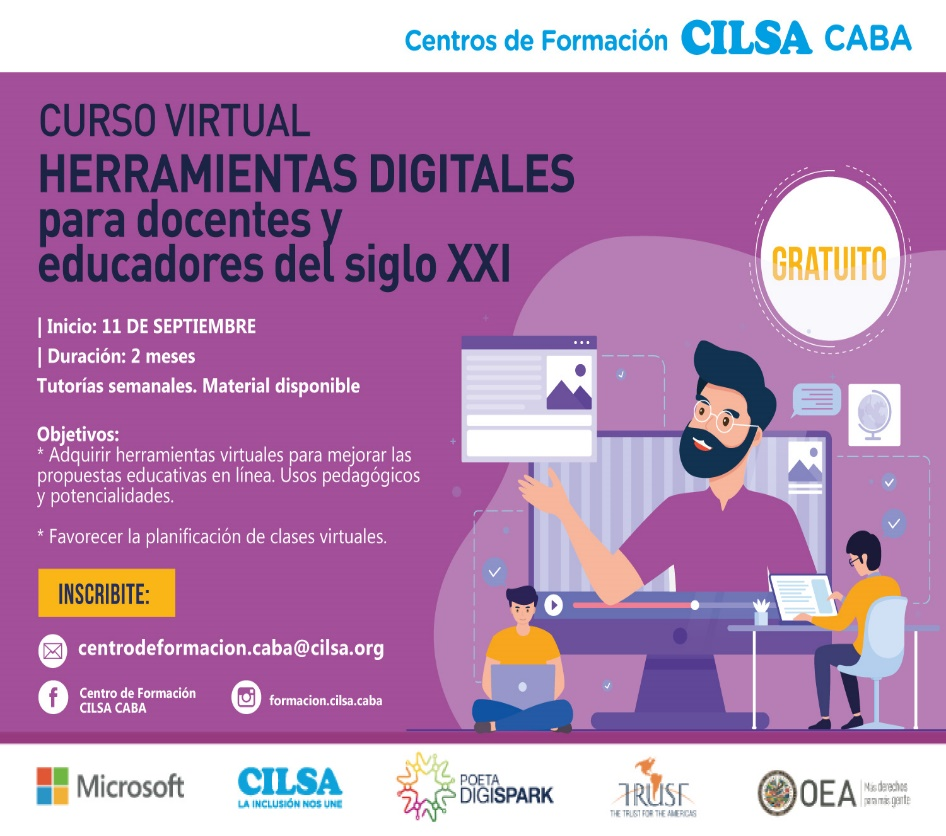 Centros de Formación CILSA CABA
CURSO VIRTUAL
HERRAMIENTAS DIGITALES
para docentes y
educadores del siglo XXI
GRATUITO
| Inicio: 11 DE SEPTIEMBRE
| Duración: 2 meses
Tutorías semanales. Material disponible
Objetivos:
* Adquirir herramientas virtuales para mejorar las
propuestas educativas en línea. Usos pedagógicos
y potencialidades.
* Favorecer la planificación de clases virtuales.
INSCRIBITE:
centrodeformacion.caba@cilsa.org
Centro de Formación
CILSA CABA
formacion.cilsa.caba
Microsoft
CILSA
LA INCLUSIÓN NOS UNE
POETA
DIGISPARK
TRUST
THE TRUST FOR THE AMERICAS
OEA
Más derechos
para más gente